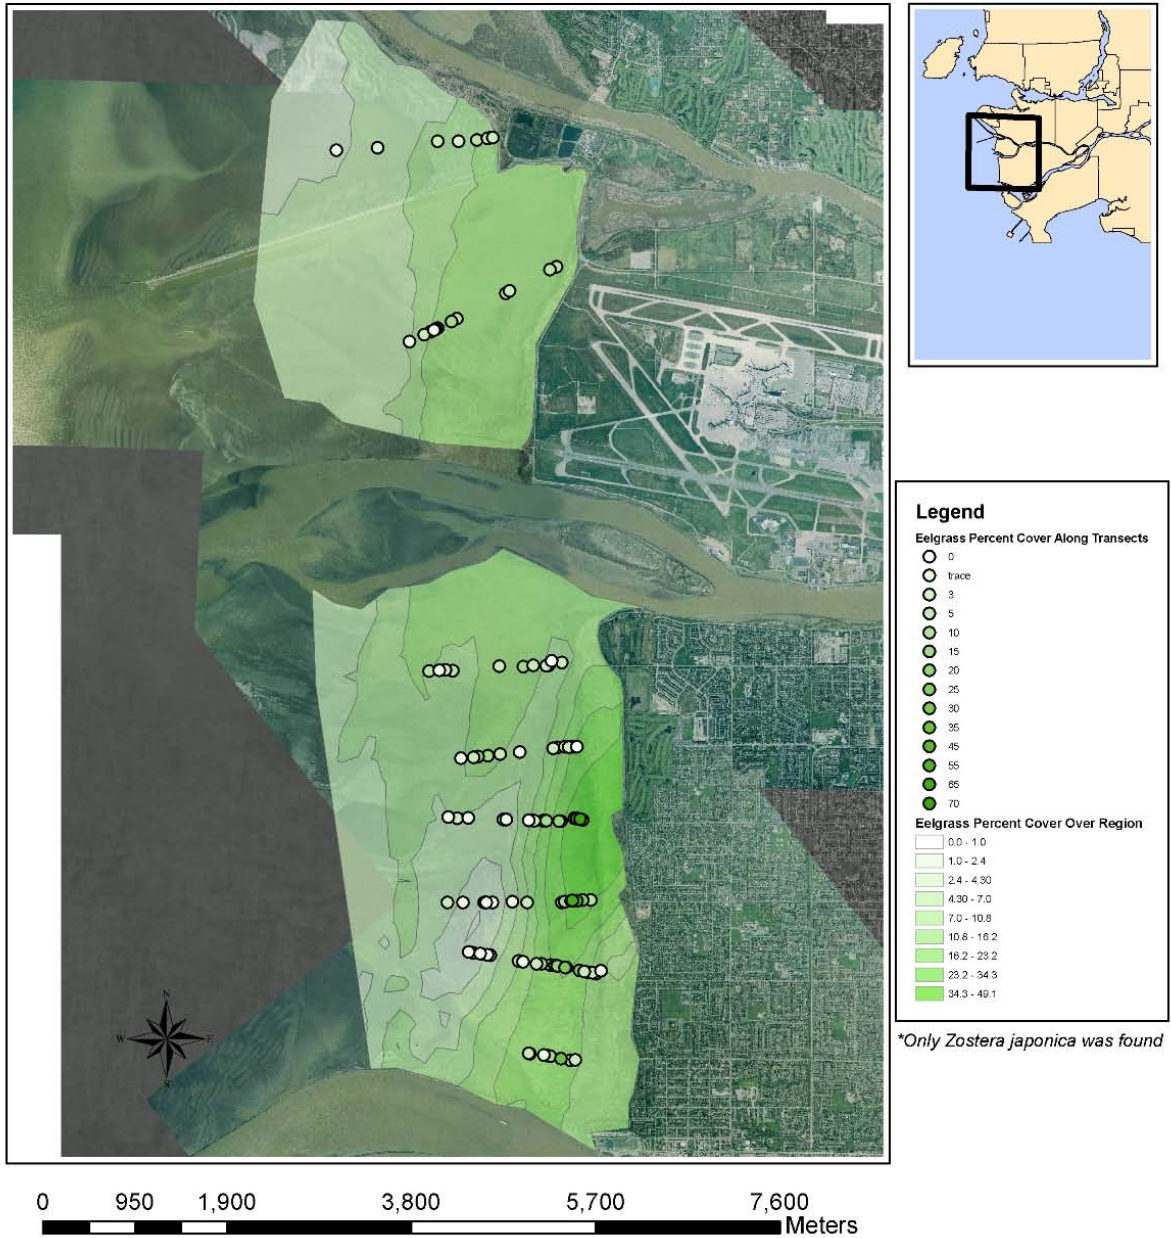 Legend
Eelgrass Percent Cover Along Transects
0
trace
3
5
10
15
20
25
30
35
45
55
65
70
Eelgrass Percent Cover Over Region
0.0 - 1.0
1.0 - 2.4
2.4 - 4.30
4.30 - 7.0
7.0 - 10.8
10.8 - 16.2
16.2 - 23.2
23.2 - 34.3
34.3 - 49.1
*Only Zostera japonica was found
N
W E
0 950 1,900 3,800 5,700 7,600
Meters